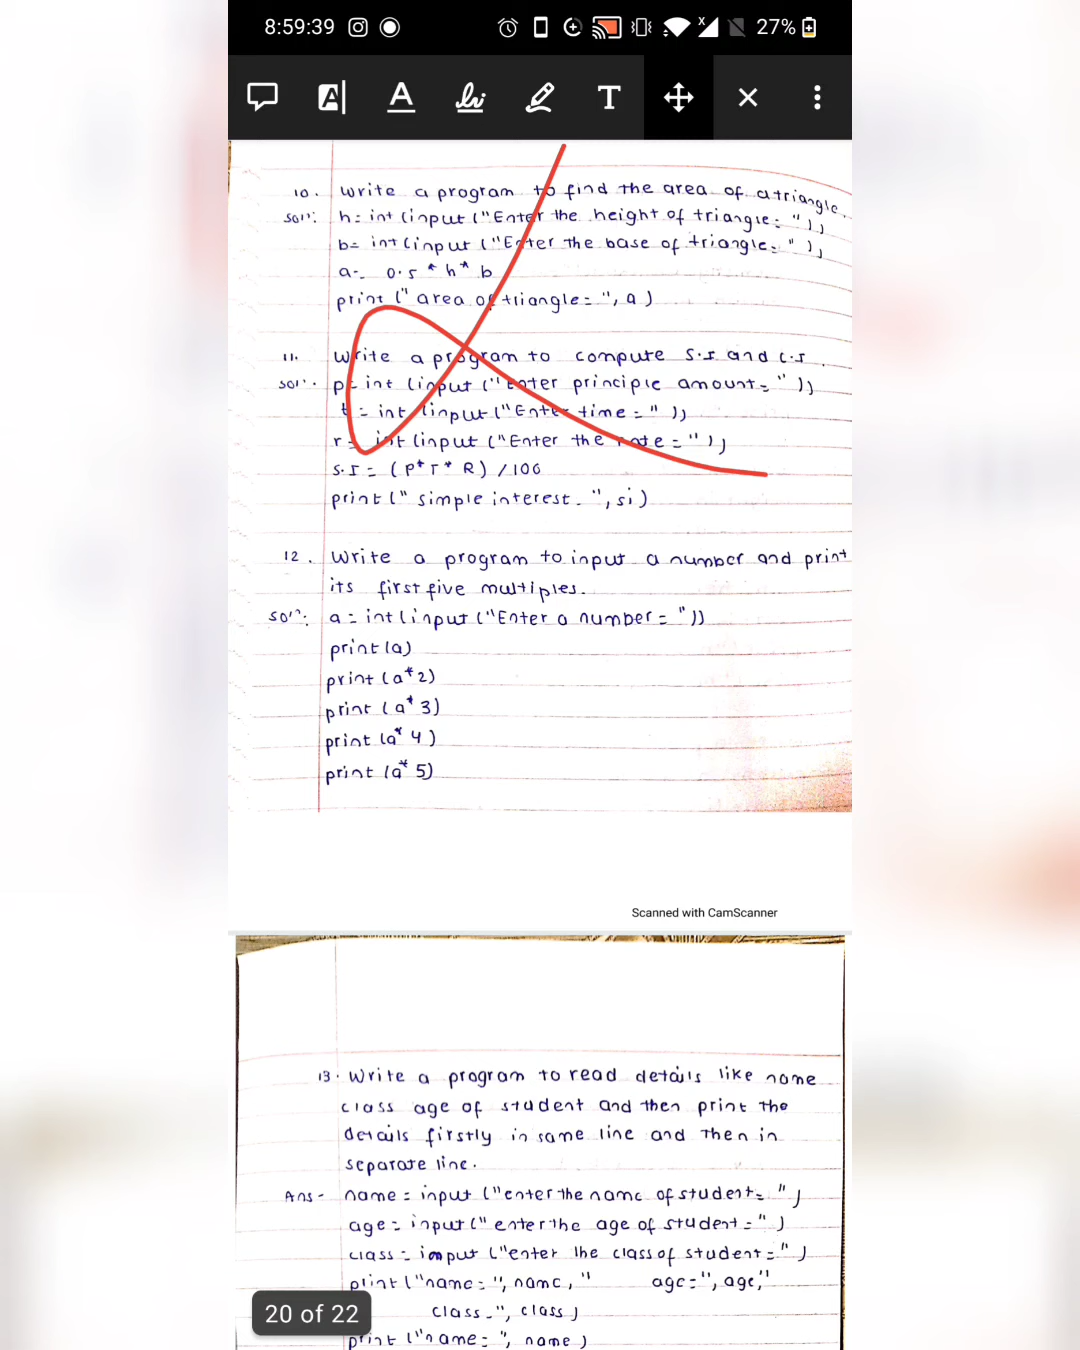 8:59:39
27%
10. Write a program to find the area of a triangle.
Solⁿ: h = int (input ("Enter the height of triangle = "))
b = int (input ("Enter the base of triangle = "))
a = 0.5 * h * b
print (" area of triangle = ", a )
11. Write a program to compute S.I and C.I
Solⁿ. p = int (input ("Enter principle amount = " ))
t = int (input ("Enter time = " ))
r = int (input ("Enter the rate = "))
S.I = ( P* T * R) / 100
print (" simple interest = ", si )
12. Write a program to input a number and print
its first five multiples.
Solⁿ: a = int (input ("Enter a number = "))
print (a)
print (a*2)
print (a* 3)
print (a* 4)
print (a* 5)
Scanned with CamScanner
13. Write a program to read details like name
class age of student and then print the
details firstly in same line and then in
separate line.
Ans - name = input ("enter the name of student = ")
age = input (" enter the age of student = " )
class = input ("enter the class of student = " )
print ("name = ", name, " age = ", age,"
class = ", class )
20 of 22
print ("name = ", name )